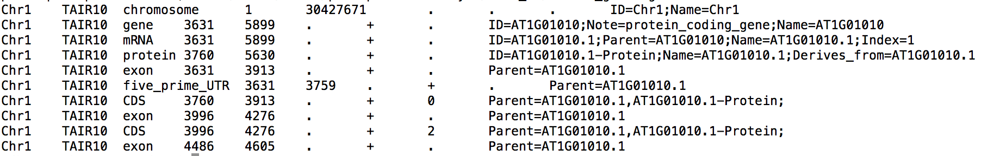 Chr1 TAIR10 chromosome 1 30427671 . . . ID=Chr1;Name=Chr1
Chr1 TAIR10 gene 3631 5899 . + . ID=AT1G01010;Note=protein_coding_gene;Name=AT1G01010
Chr1 TAIR10 mRNA 3631 5899 . + . ID=AT1G01010.1;Parent=AT1G01010;Name=AT1G01010.1;Index=1
Chr1 TAIR10 protein 3760 5630 . + . ID=AT1G01010.1-Protein;Name=AT1G01010.1;Derives_from=AT1G01010.1
Chr1 TAIR10 exon 3631 3913 . + . Parent=AT1G01010.1
Chr1 TAIR10 five_prime_UTR 3631 3759 . + . Parent=AT1G01010.1
Chr1 TAIR10 CDS 3760 3913 . + 0 Parent=AT1G01010.1,AT1G01010.1-Protein;
Chr1 TAIR10 exon 3996 4276 . + . Parent=AT1G01010.1
Chr1 TAIR10 CDS 3996 4276 . + 2 Parent=AT1G01010.1,AT1G01010.1-Protein;
Chr1 TAIR10 exon 4486 4605 . + . Parent=AT1G01010.1